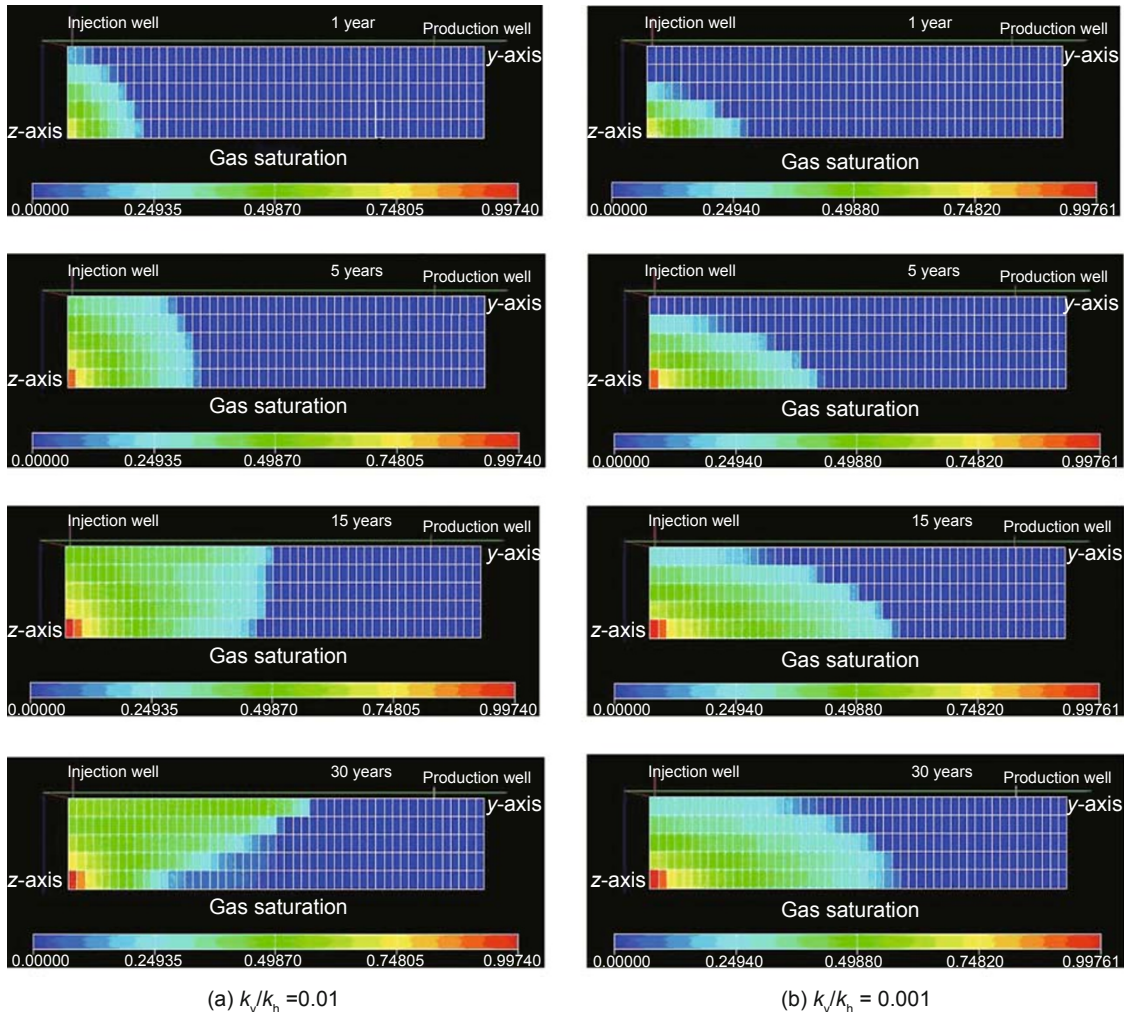 Injection well 1 year Production well
y-axis
z-axis
Gas saturation
0.00000 0.24935 0.49870 0.74805 0.99740
Injection well 1 year Production well
y-axis
z-axis
Gas saturation
0.00000 0.24940 0.49880 0.74820 0.99761
Injection well 5 years Production well
y-axis
z-axis
Gas saturation
0.00000 0.24935 0.49870 0.74805 0.99740
Injection well 5 years Production well
y-axis
z-axis
Gas saturation
0.00000 0.24940 0.49880 0.74820 0.99761
Injection well 15 years Production well
y-axis
z-axis
Gas saturation
0.00000 0.24935 0.49870 0.74805 0.99740
Injection well 15 years Production well
y-axis
z-axis
Gas saturation
0.00000 0.24940 0.49880 0.74820 0.99761
Injection well 30 years Production well
y-axis
z-axis
Gas saturation
0.00000 0.24935 0.49870 0.74805 0.99740
Injection well 30 years Production well
y-axis
z-axis
Gas saturation
0.00000 0.24940 0.49880 0.74820 0.99761
(a) kv/kh =0.01
(b) kv/kh = 0.001